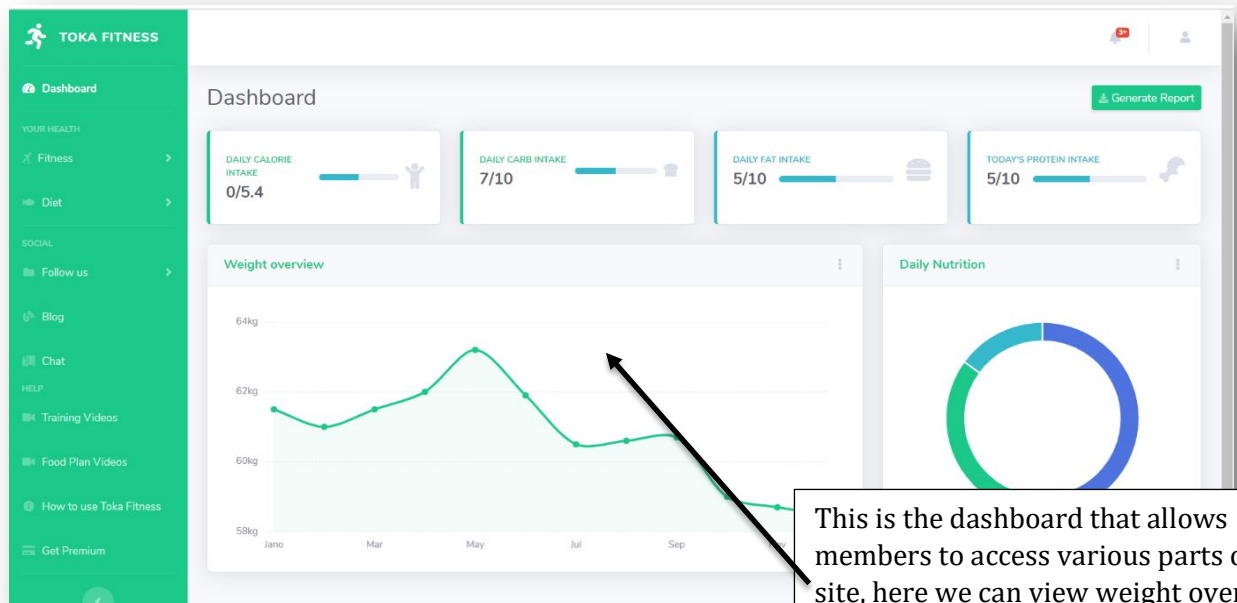 TOKA FITNESS
3+
Dashboard
Dashboard
Generate Report
YOUR HEALTH
Fitness
Diet
SOCIAL
Follow us
Blog
Chat
HELP
Training Videos
Food Plan Videos
How to use Toka Fitness
Get Premium
DAILY CALORIE
INTAKE
0/5.4
DAILY CARB INTAKE
7/10
DAILY FAT INTAKE
5/10
TODAY'S PROTEIN INTAKE
5/10
Weight overview
64kg
62kg
60kg
58kg
Jano
Mar
May
Jul
Sep
Daily Nutrition
This is the dashboard that allows
members to access various parts
site, here we can view weight